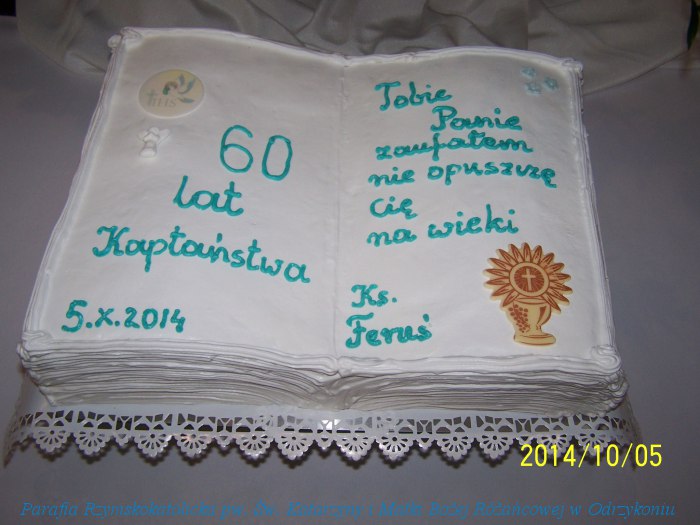 IHS
60
lat
Kapłaństwa
5.X.2014
Tobie
Panie
zaufałem
nie opuszczę
cię
na wieki
Ks.
Feruś
2014/10/05
Parafia Rzymskokatolicka pw. Św. Katarzyny i Matki Bożej Różańcowej w Odrzykoniu